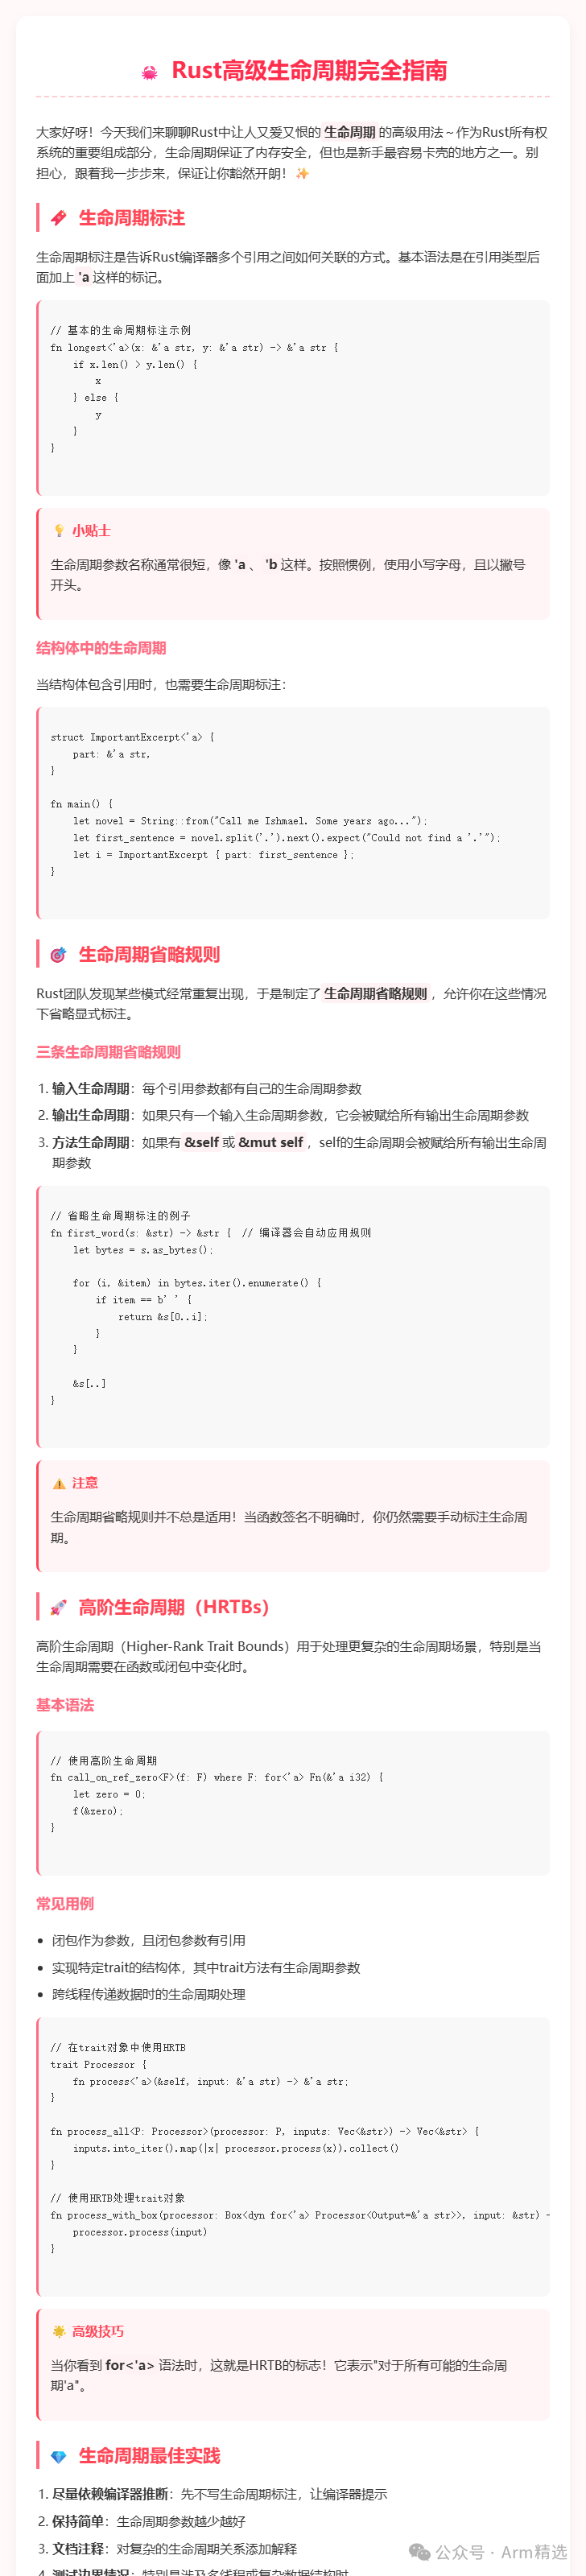 🦀 Rust高级生命周期完全指南
大家好呀！今天我们来聊聊Rust中让人又爱又恨的 生命周期 的高级用法～作为Rust所有权
系统的重要组成部分，生命周期保证了内存安全，但也是新手最容易卡壳的地方之一。别
担心，跟着我一步步来，保证让你豁然开朗！✨
生命周期标注
生命周期标注是告诉Rust编译器多个引用之间如何关联的方式。基本语法是在引用类型后
面加上 'a 这样的标记。
// 基本的生命周期标注示例
fn longest<'a>(x: &'a str, y: &'a str) -> &'a str {
    if x.len() > y.len() {
        x
    } else {
        y
    }
}
💡 小贴士
生命周期参数名称通常很短，像 'a 、 'b 这样。按照惯例，使用小写字母，且以撇号
开头。
结构体中的生命周期
当结构体包含引用时，也需要生命周期标注：
struct ImportantExcerpt<'a> {
    part: &'a str,
}
fn main() {
    let novel = String::from("Call me Ishmael. Some years ago...");
    let first_sentence = novel.split('.').next().expect("Could not find a '.'");
    let i = ImportantExcerpt { part: first_sentence };
}
🎯 生命周期省略规则
Rust团队发现某些模式经常重复出现，于是制定了 生命周期省略规则 ，允许你在这些情况
下省略显式标注。
三条生命周期省略规则
1. 输入生命周期：每个引用参数都有自己的生命周期参数
2. 输出生命周期：如果只有一个输入生命周期参数，它会被赋给所有输出生命周期参数
3. 方法生命周期：如果有 &self 或 &mut self ，self的生命周期会被赋给所有输出生命周
期参数
// 省略生命周期标注的例子
fn first_word(s: &str) -> &str {  // 编译器会自动应用规则
    let bytes = s.as_bytes();
    for (i, &item) in bytes.iter().enumerate() {
        if item == b' ' {
            return &s[0..i];
        }
    }
    &s[..]
}
⚠️ 注意
生命周期省略规则并不总是适用！当函数签名不明确时，你仍然需要手动标注生命周
期。
🚀 高阶生命周期（HRTBs）
高阶生命周期（Higher-Rank Trait Bounds）用于处理更复杂的生命周期场景，特别是当
生命周期需要在函数或闭包中变化时。
基本语法
// 使用高阶生命周期
fn call_on_ref_zero<F>(f: F) where F: for<'a> Fn(&'a i32) {
    let zero = 0;
    f(&zero);
}
常见用例
• 闭包作为参数，且闭包参数有引用
• 实现特定trait的结构体，其中trait方法有生命周期参数
• 跨线程传递数据时的生命周期处理
// 在trait对象中使用HRTB
trait Processor {
    fn process<'a>(&self, input: &'a str) -> &'a str;
}
fn process_all<P: Processor>(processor: P, inputs: Vec<&str>) -> Vec<&str> {
    inputs.into_iter().map(|x| processor.process(x)).collect()
}
// 使用HRTB处理trait对象
fn process_with_box(processor: Box<dyn for<'a> Processor<Output=&'a str>>, input: &str) -
    processor.process(input)
}
🌟 高级技巧
当你看到 for<'a> 语法时，这就是HRTB的标志！它表示"对于所有可能的生命周
期'a"。
💎 生命周期最佳实践
1. 尽量依赖编译器推断：先不写生命周期标注，让编译器提示
2. 保持简单：生命周期参数越少越好
3. 文档注释：对复杂的生命周期关系添加解释
4. 测试边界情况：特别是涉及多线程或复杂数据结构时
公众号 · Arm精选